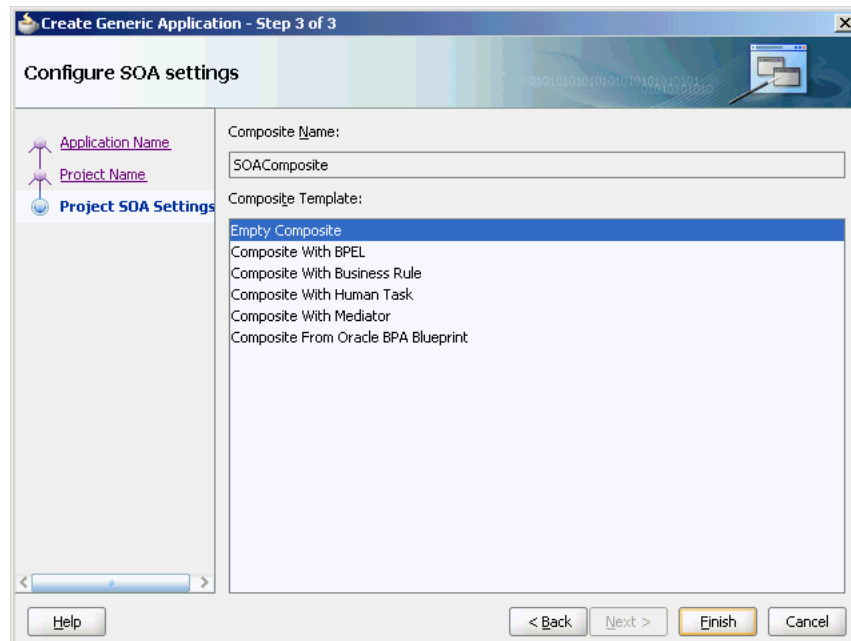 Create Generic Application - Step 3 of 3
Configure SOA settings
Application Name
Project Name
Project SOA Settings
Composite Name:
SOAComposite
Composite Template:
Empty Composite
Composite With BPEL
Composite With Business Rule
Composite With Human Task
Composite With Mediator
Composite From Oracle BPA Blueprint
Help
< Back
Next >
Finish
Cancel